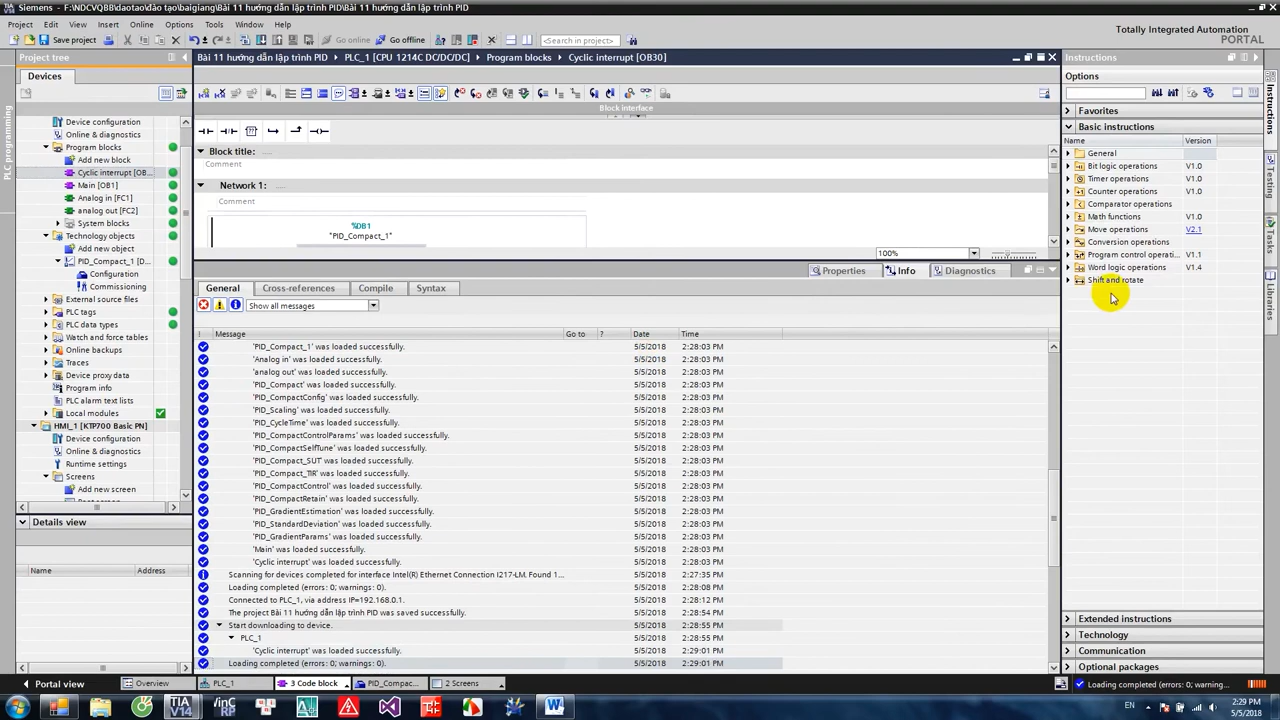 Siemens - F:\NDCVQBB\daotao\đào tạo\baigiang\Bài 11 hướng dẫn lập trình PID\Bài 11 hướng dẫn lập trình PID
Project Edit View Insert Online Options Tools Window Help
Totally Integrated Automation
PORTAL
Save project Go online Go offline <Search in project>
Project tree
Bài 11 hướng dẫn lập trình PID PLC_1 [CPU 1214C DC/DC/DC] Program blocks Cyclic interrupt [OB30]
Instructions
Devices
Options
PLC programming
Device configuration
Online & diagnostics
Program blocks
Add new block
Cyclic interrupt [OB...
Main [OB1]
Analog in [FC1]
analog out [FC2]
System blocks
Technology objects
Add new object
PID_Compact_1 [D...
Configuration
Commissioning
External source files
PLC tags
PLC data types
Watch and force tables
Online backups
Traces
Device proxy data
Program info
PLC alarm text lists
Local modules
HMI_1 [KTP700 Basic PN]
Device configuration
Online & diagnostics
Runtime settings
Screens
Add new screen
Details view
Name Address
Block interface
Block title: ...
Comment
Network 1: ...
Comment
%DB1
"PID_Compact_1"
100%
Properties Info Diagnostics
General Cross-references Compile Syntax
Show all messages
! Message Go to ? Date Time
'PID_Compact_1' was loaded successfully. 5/5/2018 2:28:03 PM
'Analog in' was loaded successfully. 5/5/2018 2:28:03 PM
'analog out' was loaded successfully. 5/5/2018 2:28:03 PM
'PID_Compact' was loaded successfully. 5/5/2018 2:28:03 PM
'PID_CompactConfig' was loaded successfully. 5/5/2018 2:28:03 PM
'PID_Scaling' was loaded successfully. 5/5/2018 2:28:03 PM
'PID_CycleTime' was loaded successfully. 5/5/2018 2:28:03 PM
'PID_CompactControlParams' was loaded successfully. 5/5/2018 2:28:03 PM
'PID_CompactSelfTune' was loaded successfully. 5/5/2018 2:28:03 PM
'PID_Compact_SUT' was loaded successfully. 5/5/2018 2:28:03 PM
'PID_Compact_TIR' was loaded successfully. 5/5/2018 2:28:03 PM
'PID_CompactControl' was loaded successfully. 5/5/2018 2:28:03 PM
'PID_CompactRetain' was loaded successfully. 5/5/2018 2:28:03 PM
'PID_GradientEstimation' was loaded successfully. 5/5/2018 2:28:03 PM
'PID_StandardDeviation' was loaded successfully. 5/5/2018 2:28:03 PM
'PID_GradientParams' was loaded successfully. 5/5/2018 2:28:03 PM
'Main' was loaded successfully. 5/5/2018 2:28:03 PM
'Cyclic interrupt' was loaded successfully. 5/5/2018 2:28:03 PM
Scanning for devices completed for interface Intel(R) Ethernet Connection I217-LM. Found 1... 5/5/2018 2:27:35 PM
Loading completed (errors: 0; warnings: 0). 5/5/2018 2:28:08 PM
Connected to PLC_1, via address IP=192.168.0.1. 5/5/2018 2:28:12 PM
The project Bài 11 hướng dẫn lập trình PID was saved successfully. 5/5/2018 2:28:54 PM
Start downloading to device. 5/5/2018 2:28:55 PM
PLC_1 5/5/2018 2:28:55 PM
'Cyclic interrupt' was loaded successfully. 5/5/2018 2:29:01 PM
Loading completed (errors: 0; warnings: 0). 5/5/2018 2:29:01 PM
Favorites
Basic instructions
Name Version
General
Bit logic operations V1.0
Timer operations V1.0
Counter operations V1.0
Comparator operations
Math functions V1.0
Move operations V2.1
Conversion operations
Program control operati... V1.1
Word logic operations V1.4
Shift and rotate
Extended instructions
Technology
Communication
Optional packages
Instructions
Testing
Tasks
Libraries
Portal view Overview PLC_1 3 Code block PID_Compac... 2 Screens
Loading completed (errors: 0; warning...
TIA V14
EN
2:29 PM
5/5/2018